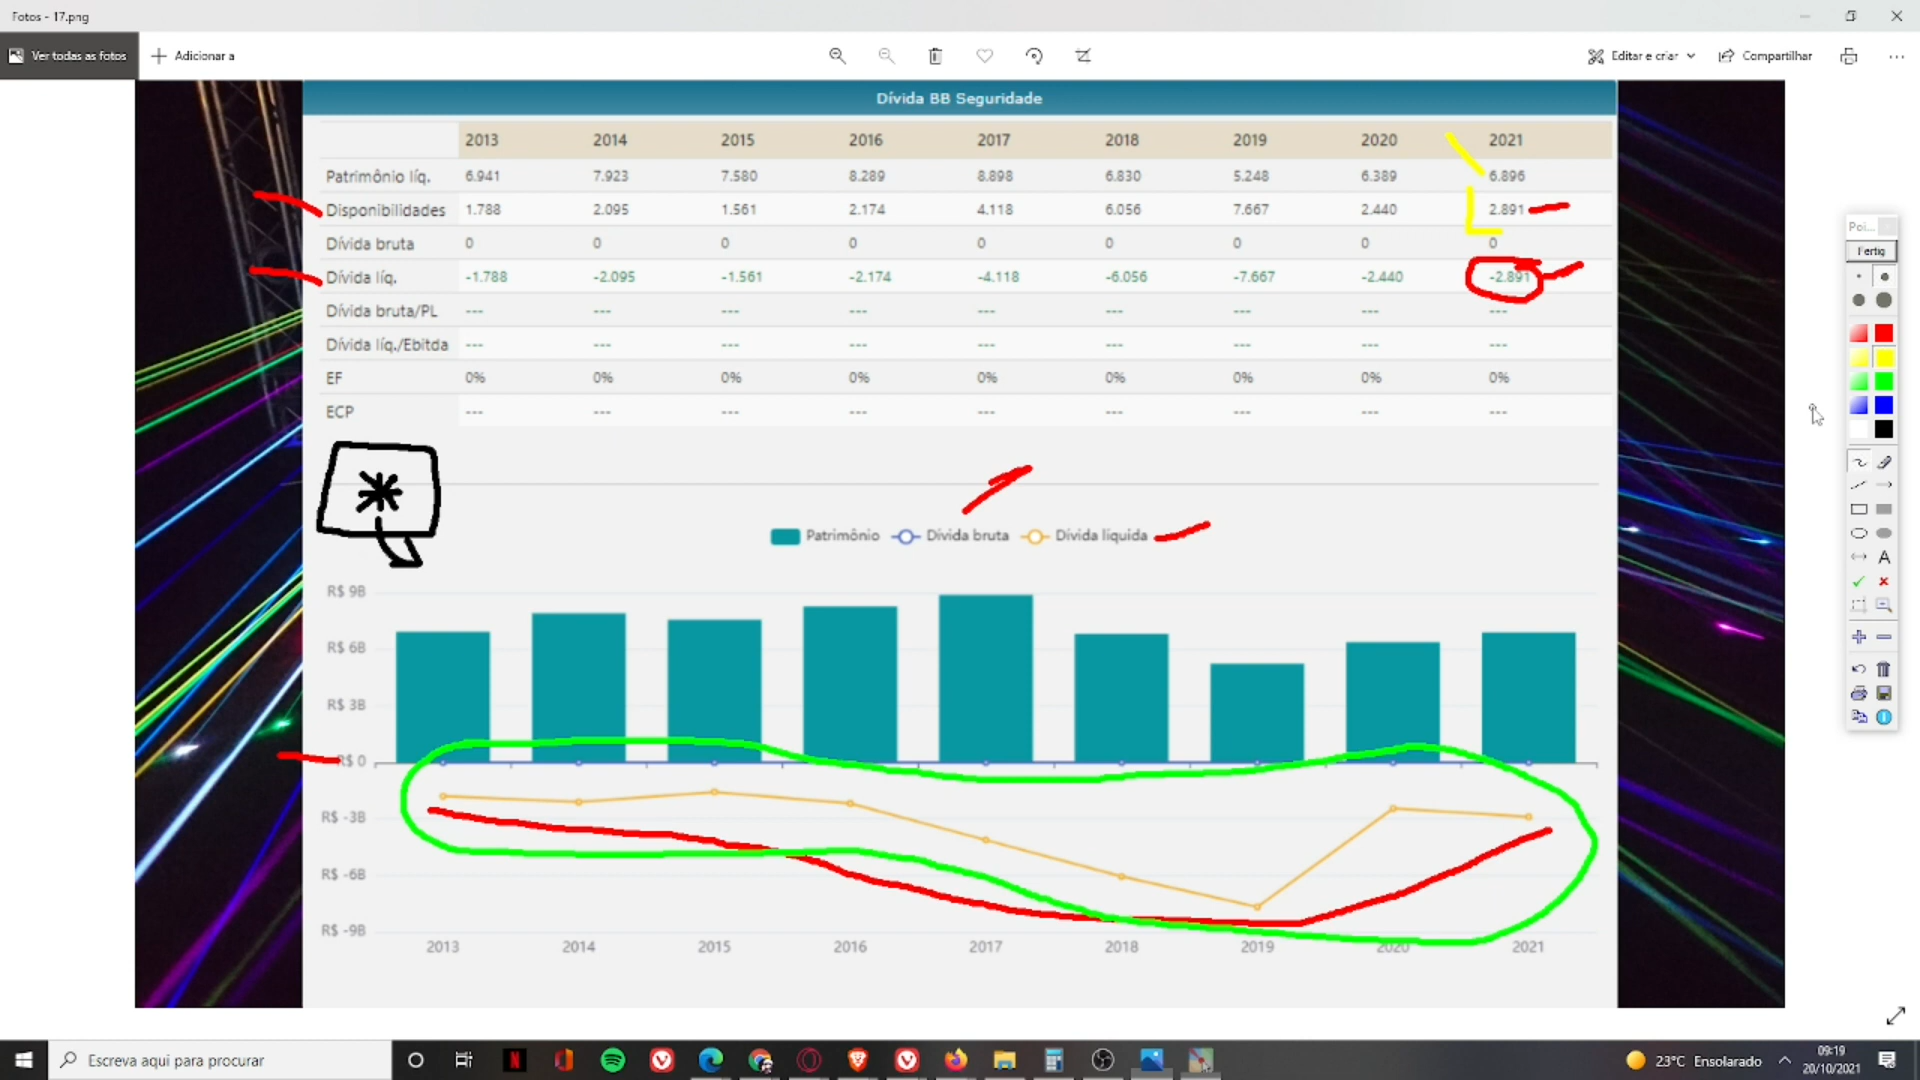 Fotos - 17.png
Ver todas as fotos
Adicionar a
Editar e criar
Compartilhar
Dívida BB Seguridade
2013 2014 2015 2016 2017 2018 2019 2020 2021
Patrimônio líq. 6.941 7.923 7.580 8.289 8.898 6.830 5.248 6.389 6.896
Disponibilidades 1.788 2.095 1.561 2.174 4.118 6.056 7.667 2.440 2.891
Dívida bruta 0 0 0 0 0 0 0 0 0
Dívida líq. -1.788 -2.095 -1.561 -2.174 -4.118 -6.056 -7.667 -2.440 -2.891
Dívida bruta/PL --- --- --- --- --- --- --- --- ---
Dívida líq./Ebitda --- --- --- --- --- --- --- --- ---
EF 0% 0% 0% 0% 0% 0% 0% 0% 0%
ECP --- --- --- --- --- --- --- --- ---
*
Patrimônio Dívida bruta Dívida líquida
R$ 9B
R$ 6B
R$ 3B
R$ 0
R$ -3B
R$ -6B
R$ -9B
2013 2014 2015 2016 2017 2018 2019 2020 2021
Poi...
Fertig
A
Escreva aqui para procurar
23°C Ensolarado
09:19
20/10/2021